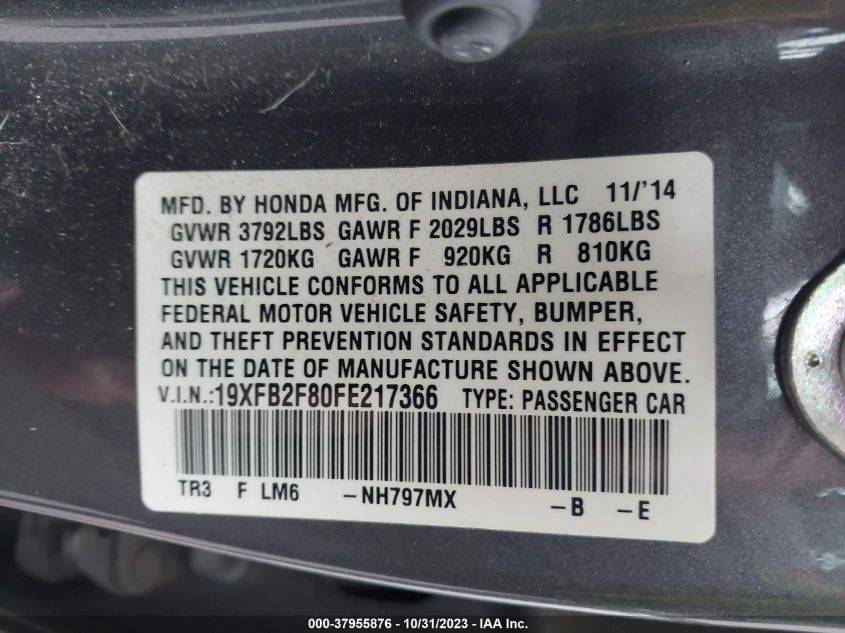 MFD. BY HONDA MFG. OF INDIANA, LLC 11/'14
GVWR 3792LBS GAWR F 2029LBS R 1786LBS
GVWR 1720KG GAWR F 920KG R 810KG
THIS VEHICLE CONFORMS TO ALL APPLICABLE
FEDERAL MOTOR VEHICLE SAFETY, BUMPER,
AND THEFT PREVENTION STANDARDS IN EFFECT
ON THE DATE OF MANUFACTURE SHOWN ABOVE.
V.I.N.:19XFB2F80FE217366 TYPE: PASSENGER CAR
TR3 F LM6 -NH797MX -B -E
000-37955876 - 10/31/2023 - IAA Inc.